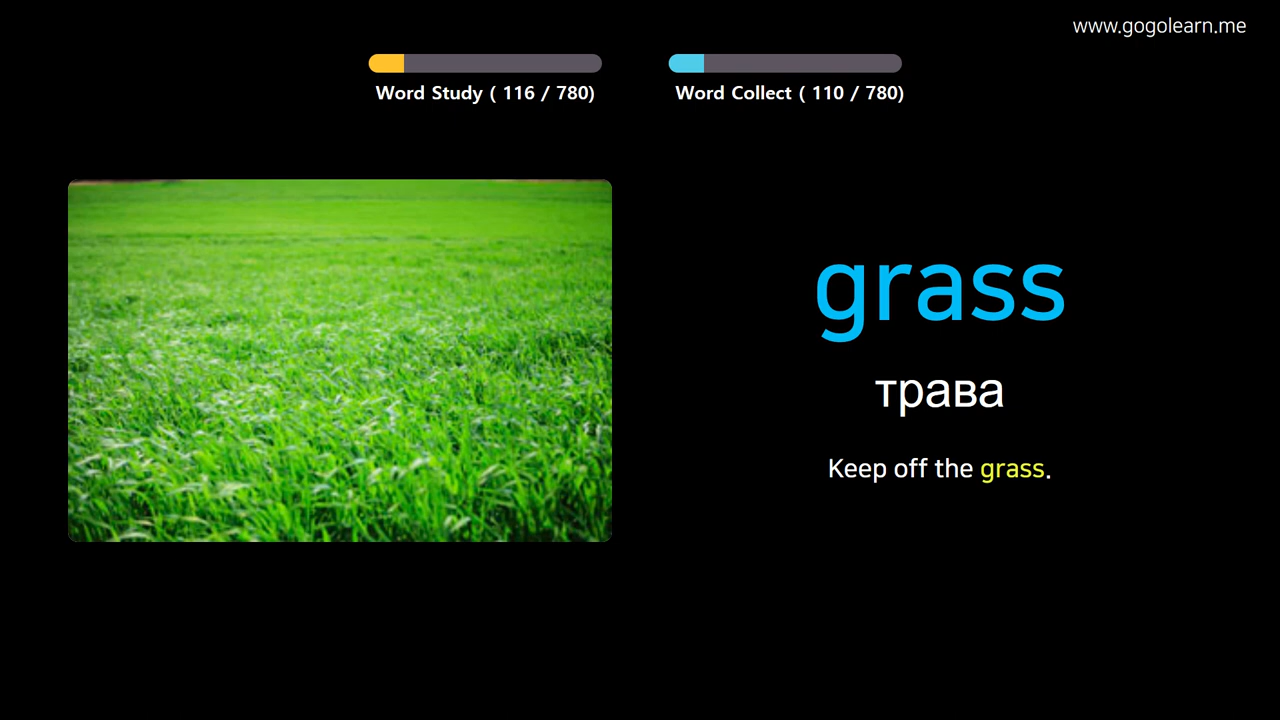 www.gogolearn.me
Word Study ( 116 / 780)
Word Collect ( 110 / 780)
grass
трава
Keep off the grass.